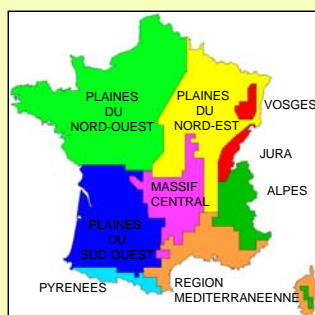 PLAINES
DU
NORD-OUEST
PLAINES
DU
NORD-EST
VOSGES
JURA
MASSIF
CENTRAL
ALPES
PLAINES
DU
SUD-OUEST
PYRENEES
REGION
MEDITERRANEENNE